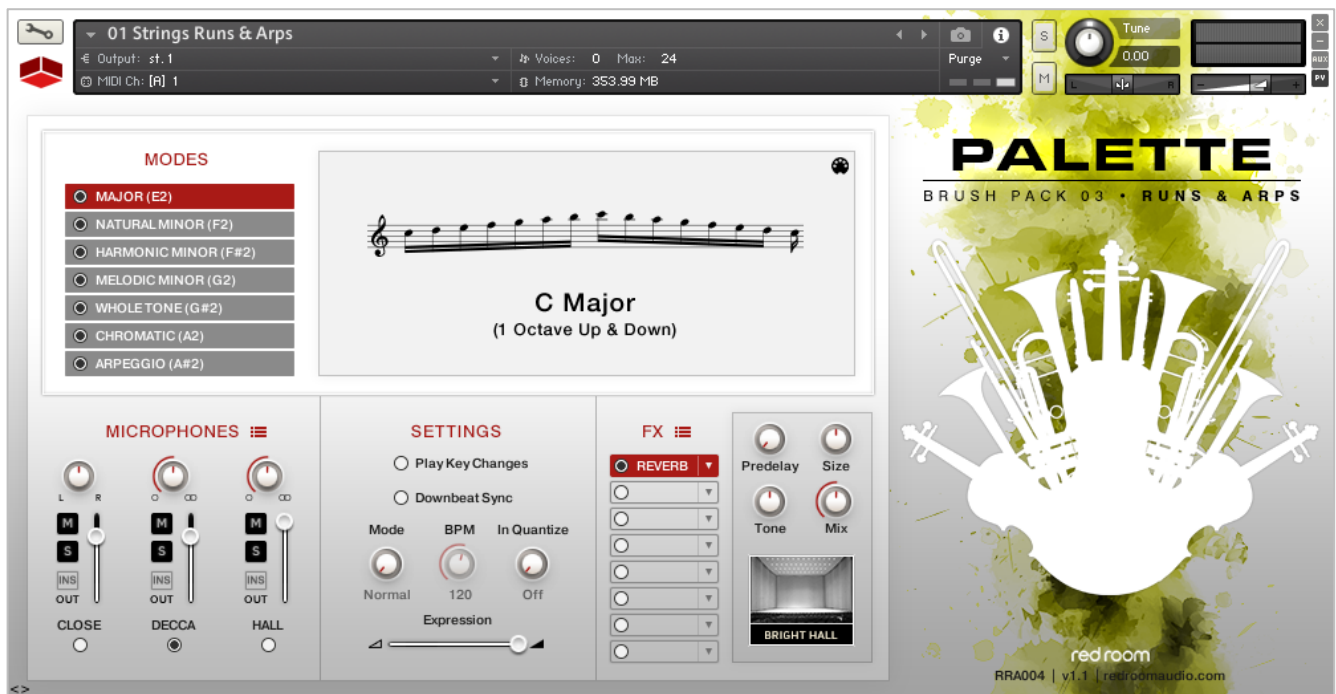 01 Strings Runs & Arps
Output: st.1
Voices: 0 Max: 24
Purge
MIDI Ch: [A] 1
Memory: 353.99 MB
S
M
Tune
0.00
L
R
-
+
×
-
AUX
PV
MODES
MAJOR (E2)
NATURAL MINOR (F2)
HARMONIC MINOR (F#2)
MELODIC MINOR (G2)
WHOLE TONE (G#2)
CHROMATIC (A2)
ARPEGGIO (A#2)
C Major
(1 Octave Up & Down)
PALETTE
BRUSH PACK 03 • RUNS & ARPS
MICROPHONES
L R
M M M
S S S
INS INS INS
OUT OUT OUT
CLOSE DECCA HALL
SETTINGS
Play Key Changes
Downbeat Sync
Mode BPM In Quantize
Normal 120 Off
Expression
FX
REVERB
Predelay Size
Tone Mix
BRIGHT HALL
red room
RRA004 | v1.1 | redroomaudio.com
<>